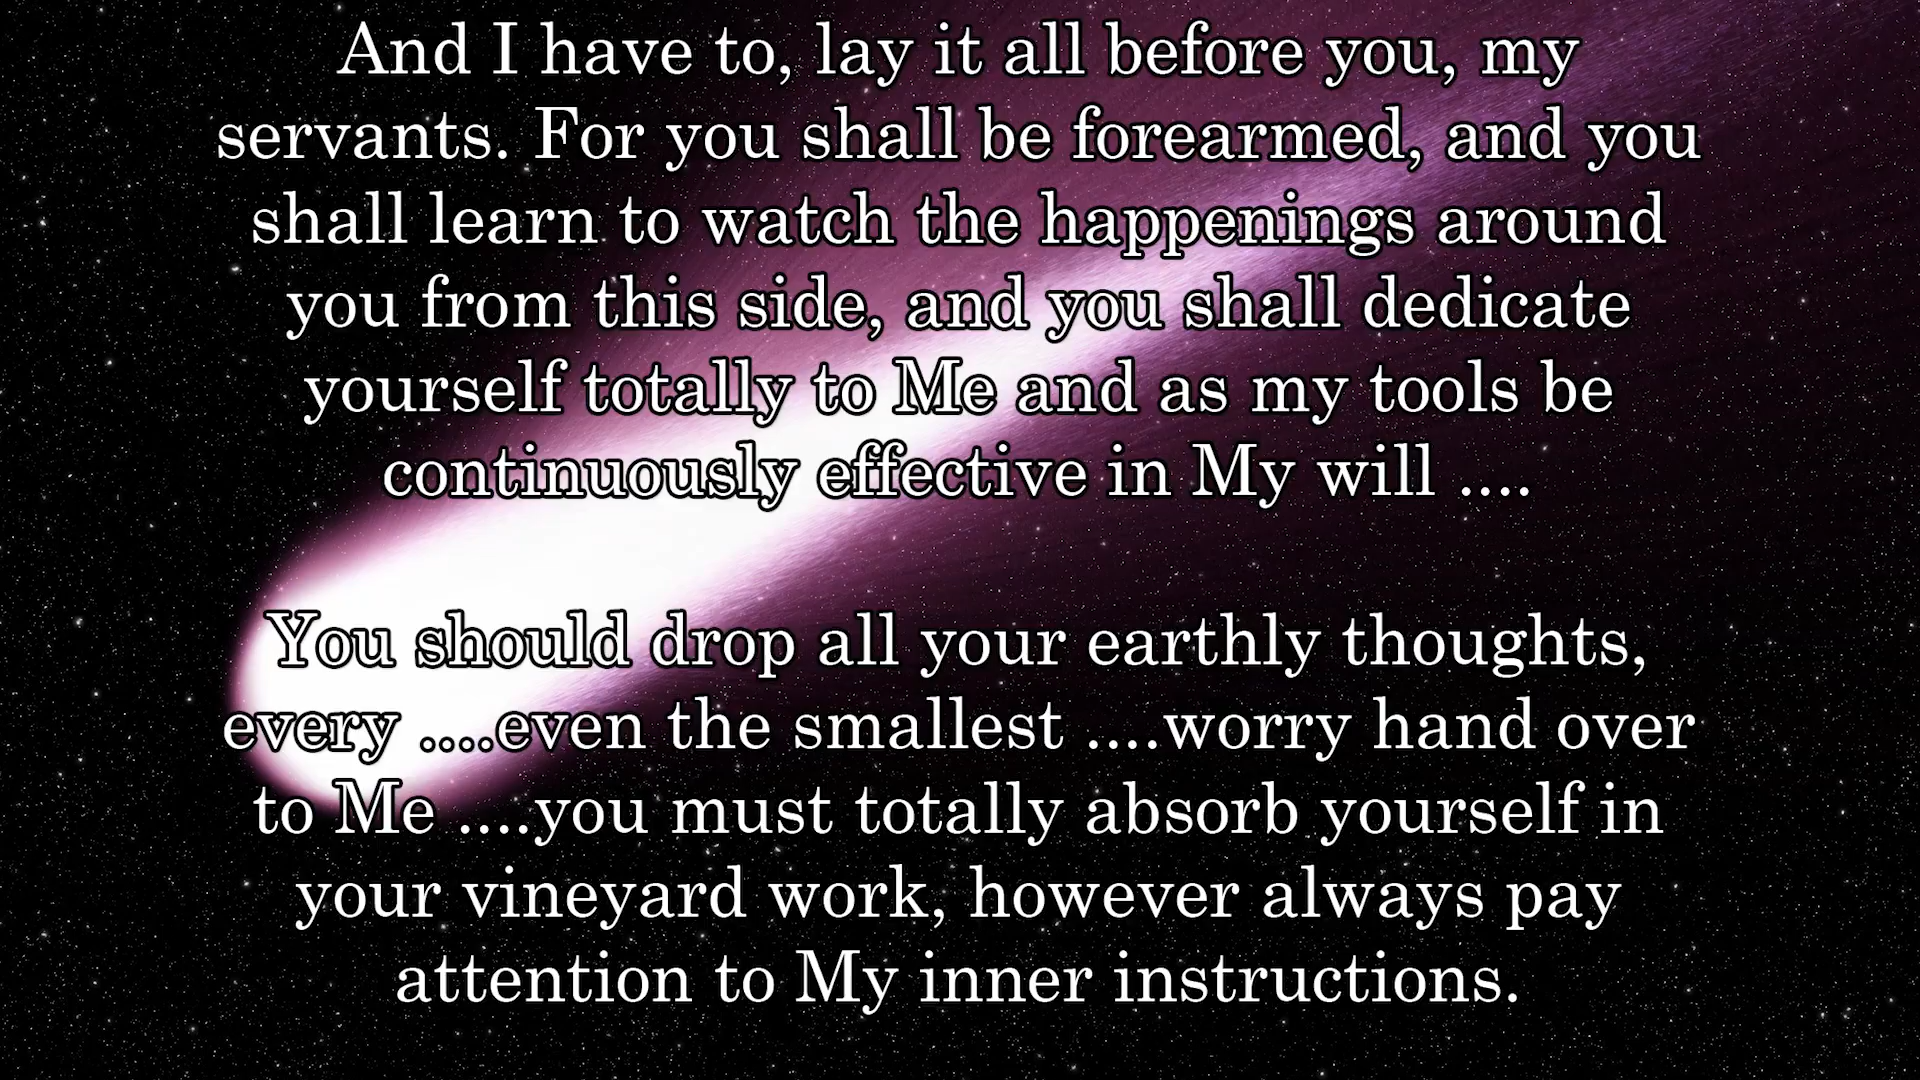 And I have to, lay it all before you, my
servants. For you shall be forearmed, and you
shall learn to watch the happenings around
you from this side, and you shall dedicate
yourself totally to Me and as my tools be
continuously effective in My will ....
You should drop all your earthly thoughts,
every ....even the smallest ....worry hand over
to Me ....you must totally absorb yourself in
your vineyard work, however always pay
attention to My inner instructions.